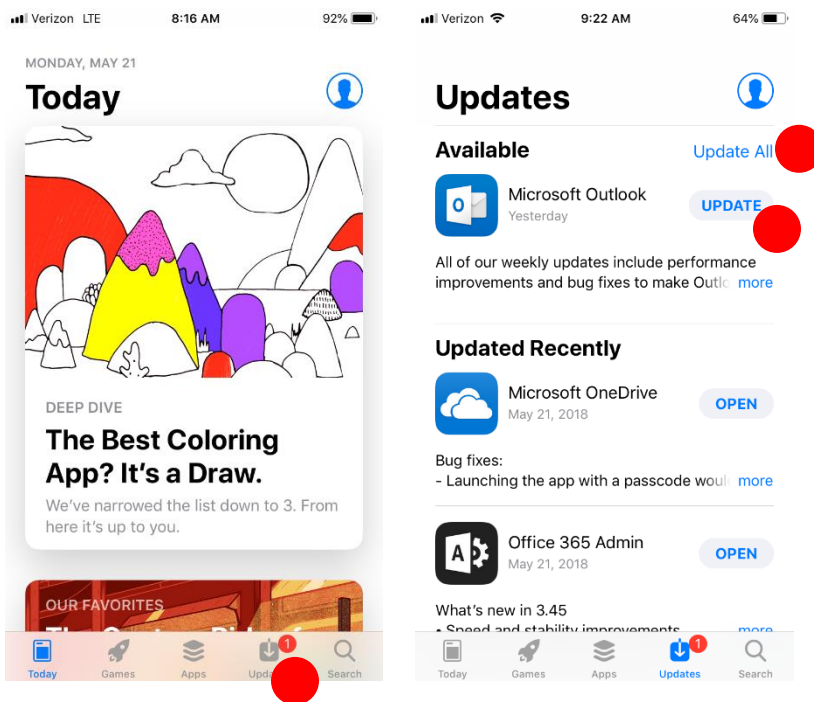 Verizon LTE 8:16 AM 92%
MONDAY, MAY 21
Today
DEEP DIVE
The Best Coloring
App? It's a Draw.
We've narrowed the list down to 3. From
here it's up to you.
OUR FAVORITES
1
Today Games Apps Search
Verizon 9:22 AM 64%
Updates
Available Update All
Microsoft Outlook
Yesterday
UPDATE
All of our weekly updates include performance
improvements and bug fixes to make more
Updated Recently
Microsoft OneDrive
May 21, 2018
OPEN
Bug fixes:
- Launching the app with a passcode more
Office 365 Admin
May 21, 2018
OPEN
What's new in 3.45
• Speed and stability improvements more
1
Today Games Apps Updates Search